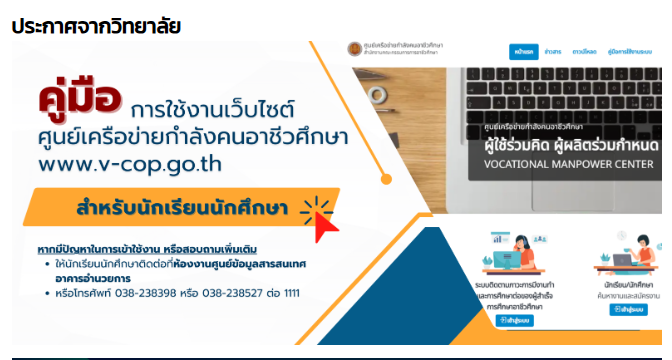 ประกาศจากวิทยาลัย
ศูนย์เครือข่ายกำลังคนอาชีวศึกษา
สำนักงานคณะกรรมการการอาชีวศึกษา
หน้าแรก ข่าวสาร ดาวน์โหลด คู่มือการใช้งานระบบ
คู่มือ การใช้งานเว็บไซต์
ศูนย์เครือข่ายกำลังคนอาชีวศึกษา
www.v-cop.go.th
ศูนย์เครือข่ายกำลังคนอาชีวศึกษา
ผู้ใช้ร่วมคิด ผู้ผลิตร่วมกำหนด
VOCATIONAL MANPOWER CENTER
สำหรับนักเรียนนักศึกษา
หากมีปัญหาในการเข้าใช้งาน หรือสอบถามเพิ่มเติม
• ให้นักเรียนนักศึกษาติดต่อที่ห้องงานศูนย์ข้อมูลสารสนเทศ
อาคารอำนวยการ
• หรือโทรศัพท์ 038-238398 หรือ 038-238527 ต่อ 1111
ระบบติดตามภาวะการมีงานทำ
และการศึกษาต่อของผู้สำเร็จ
การศึกษาอาชีวศึกษา
เข้าสู่ระบบ
นักเรียน/นักศึกษา
ค้นหางานและสมัครงาน
เข้าสู่ระบบ